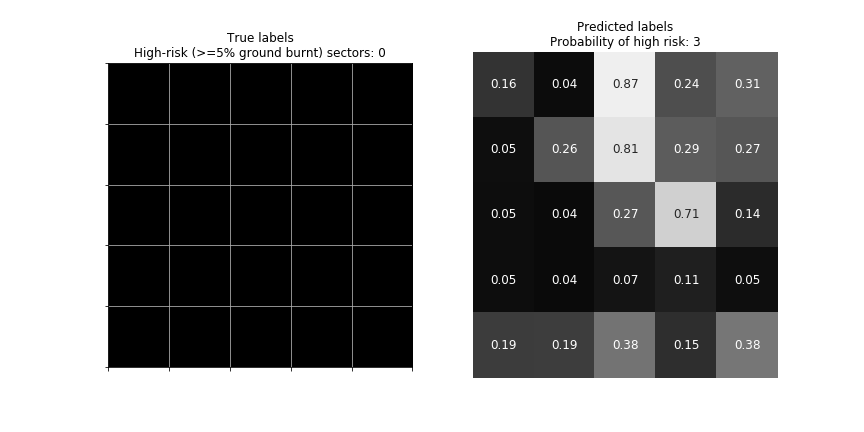 True labels
High-risk (>=5% ground burnt) sectors: 0
Predicted labels
Probability of high risk: 3
0.16 0.04 0.87 0.24 0.31
0.05 0.26 0.81 0.29 0.27
0.05 0.04 0.27 0.71 0.14
0.05 0.04 0.07 0.11 0.05
0.19 0.19 0.38 0.15 0.38